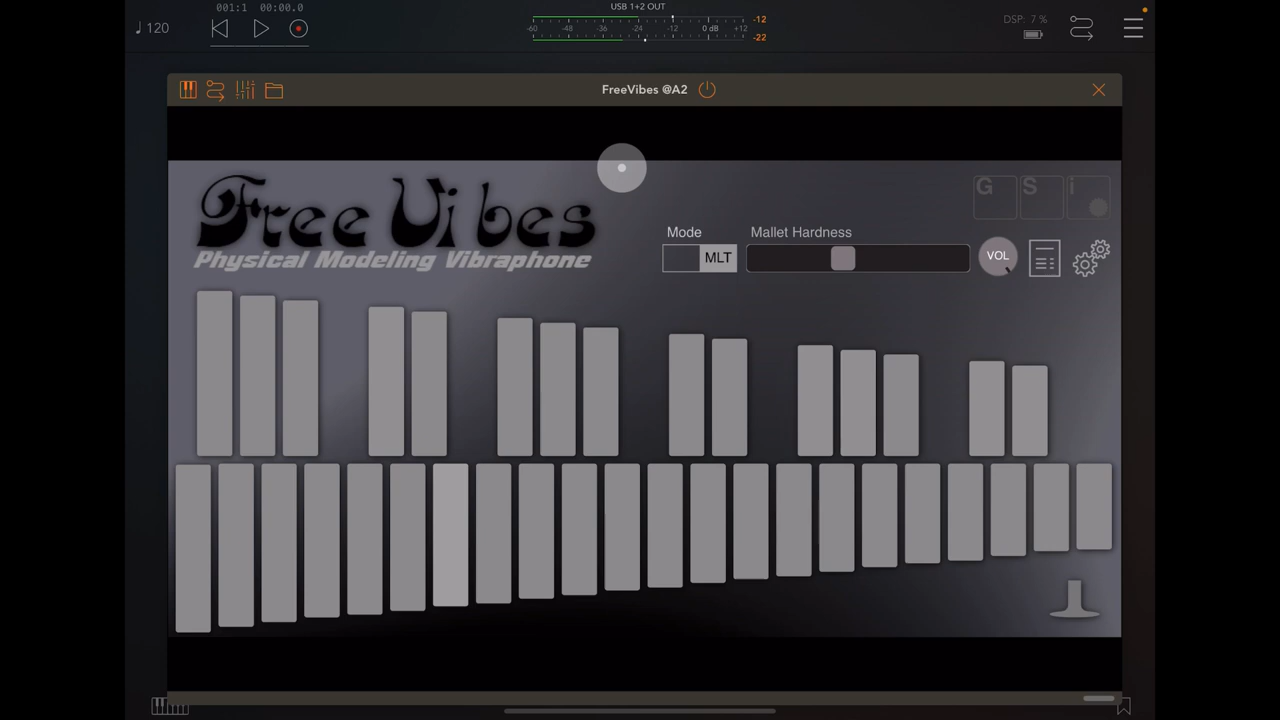 001:1 00:00.0
USB 1+2 OUT
♩ 120
-60 -48 -36 -24 -12 0 dB +12
-12
-22
DSP: 7 %
FreeVibes @A2
Free Vibes
Physical Modeling Vibraphone
G S i
Mode
Mallet Hardness
MLT
VOL